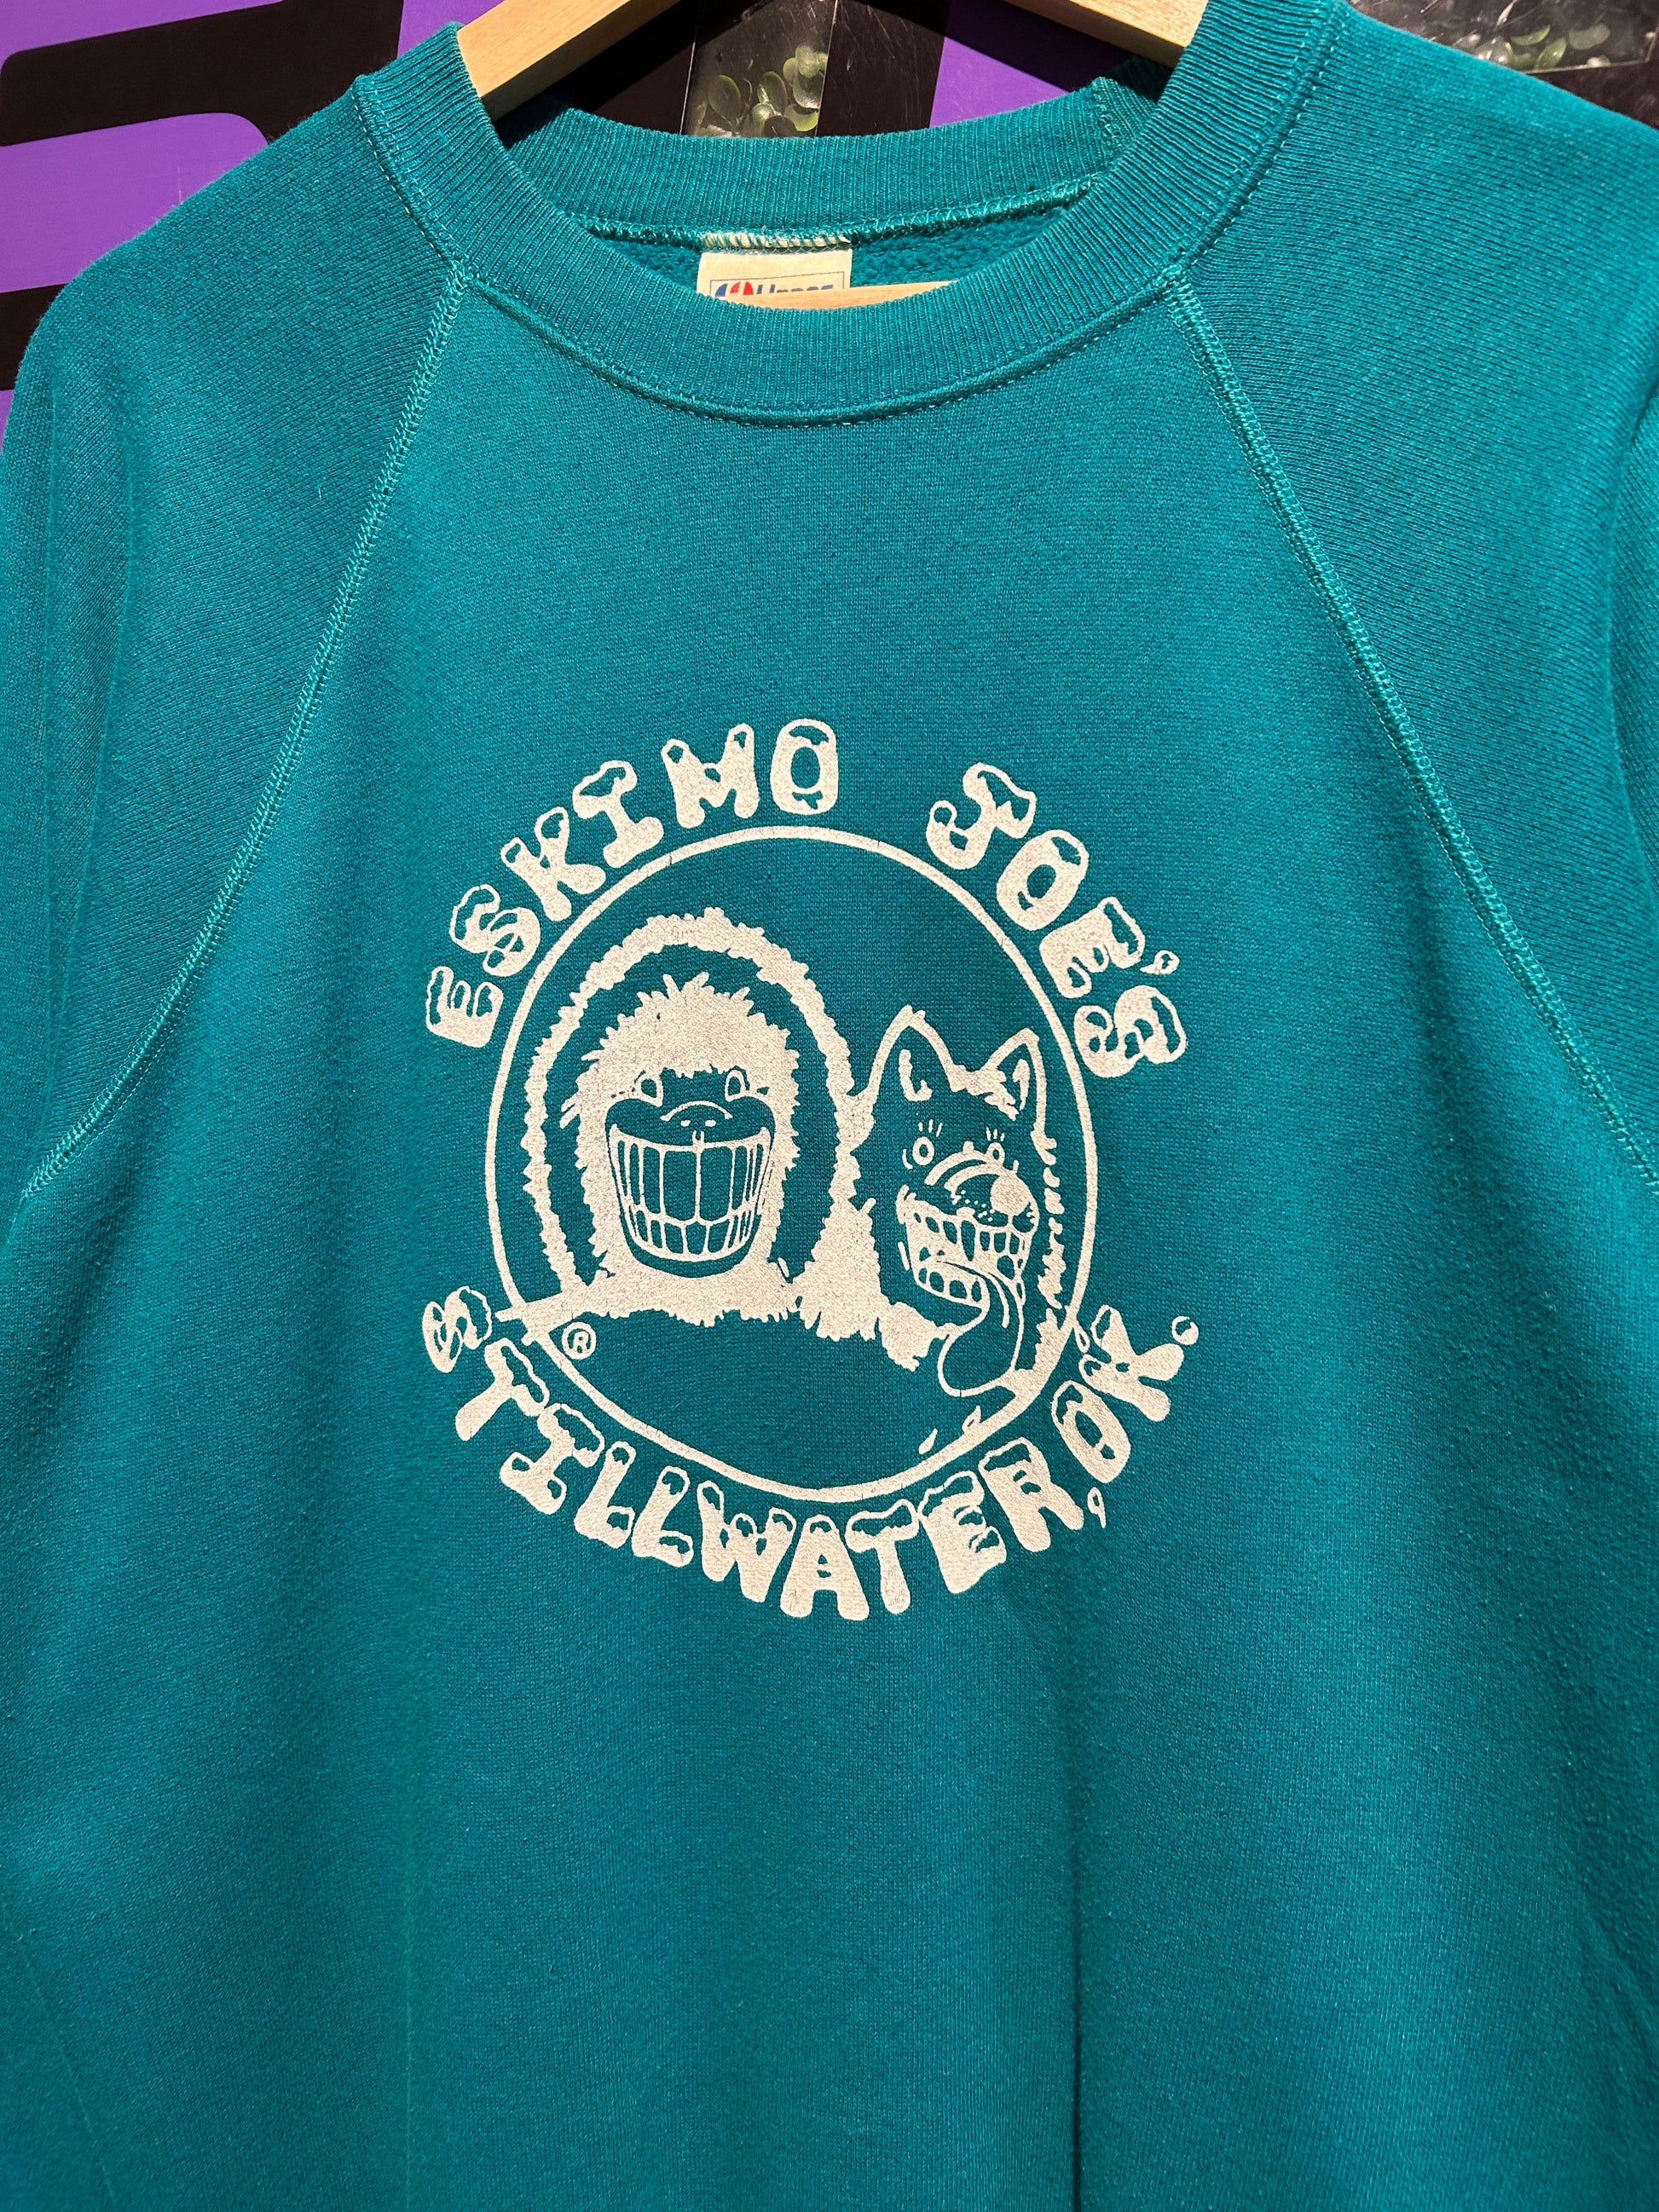 ESKIMO JOE'S
®
STILLWATER, OK.